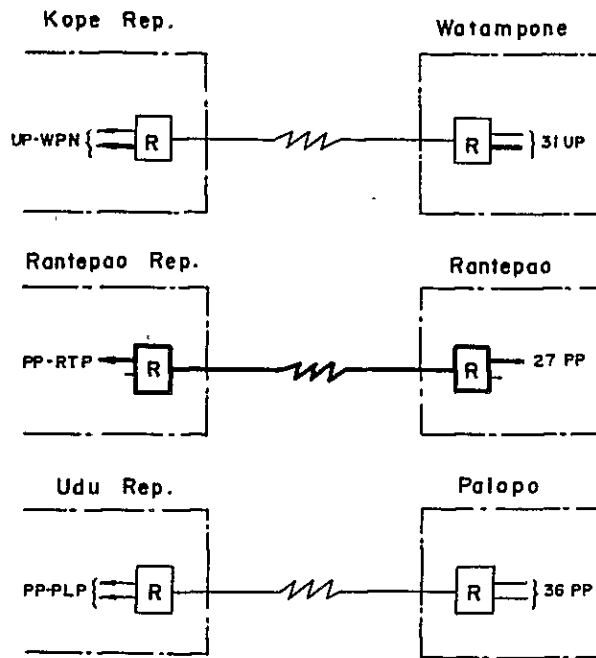 Kope Rep. Watampone
UP-WPN R R 31 UP
Rantepao Rep. Rantepao
PP-RTP R R 27 PP
Udu Rep. Palopo
PP-PLP R R 36 PP